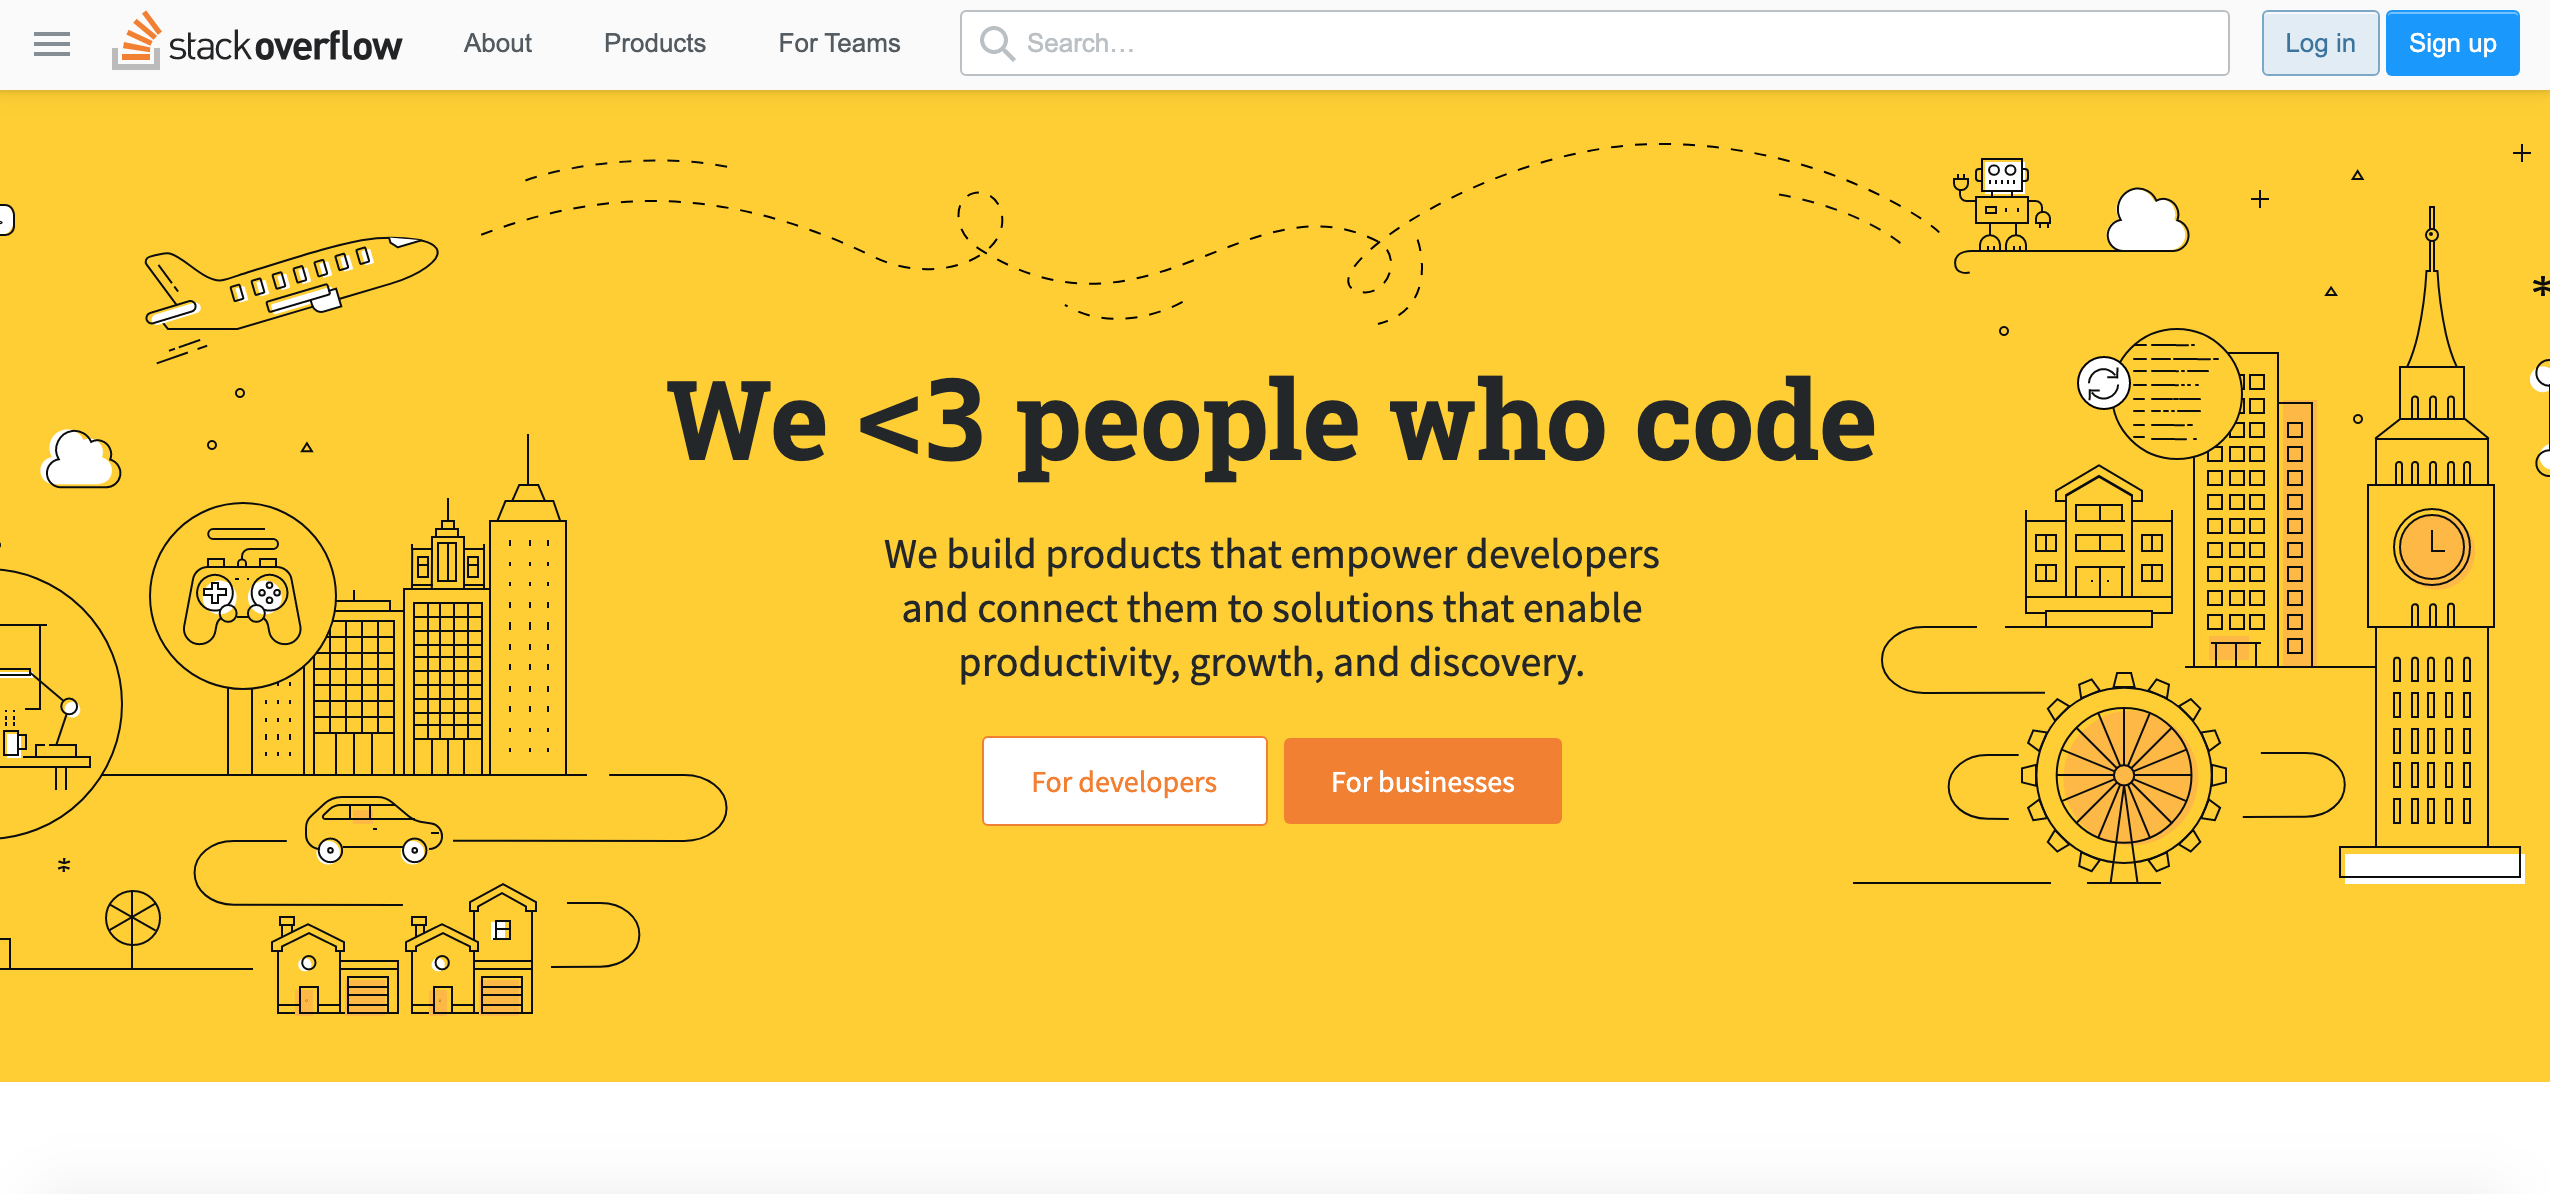 stackoverflow
About
Products
For Teams
Search...
Log in
Sign up
We <3 people who code
We build products that empower developers
and connect them to solutions that enable
productivity, growth, and discovery.
For developers
For businesses